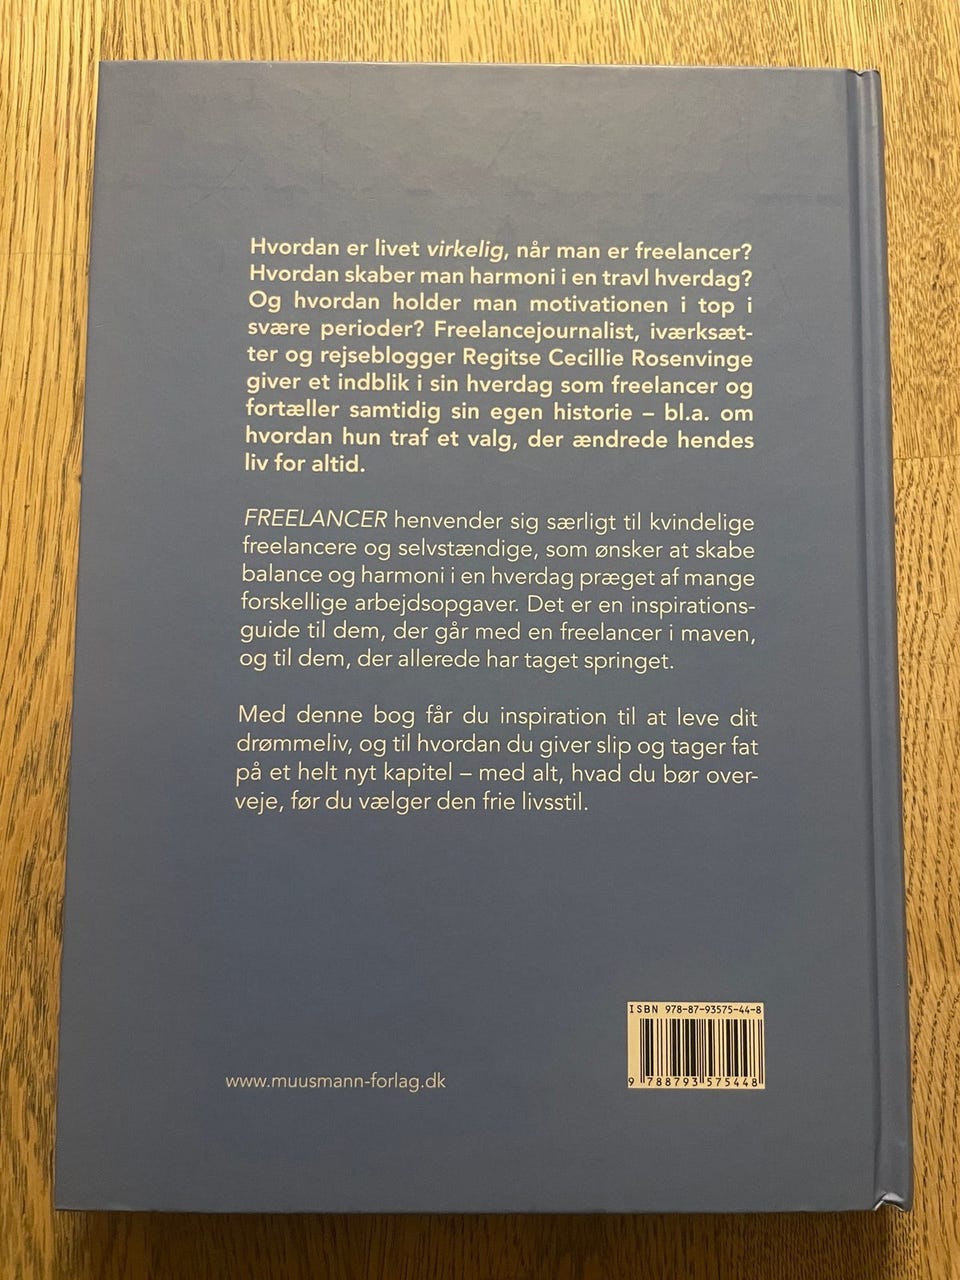 Hvordan er livet virkelig, når man er freelancer?
Hvordan skaber man harmoni i en travl hverdag?
Og hvordan holder man motivationen i top i
svære perioder? Freelancejournalist, iværksæt-
ter og rejseblogger Regitse Cecillie Rosenvinge
giver et indblik i sin hverdag som freelancer og
fortæller samtidig sin egen historie – bl.a. om
hvordan hun traf et valg, der ændrede hendes
liv for altid.
FREELANCER henvender sig særligt til kvindelige
freelancere og selvstændige, som ønsker at skabe
balance og harmoni i en hverdag præget af mange
forskellige arbejdsopgaver. Det er en inspirations-
guide til dem, der går med en freelancer i maven,
og til dem, der allerede har taget springet.
Med denne bog får du inspiration til at leve dit
drømmeliv, og til hvordan du giver slip og tager fat
på et helt nyt kapitel – med alt, hvad du bør over-
veje, før du vælger den frie livsstil.
ISBN 978-87-93575-44-8
9 788793 575448
www.muusmann-forlag.dk